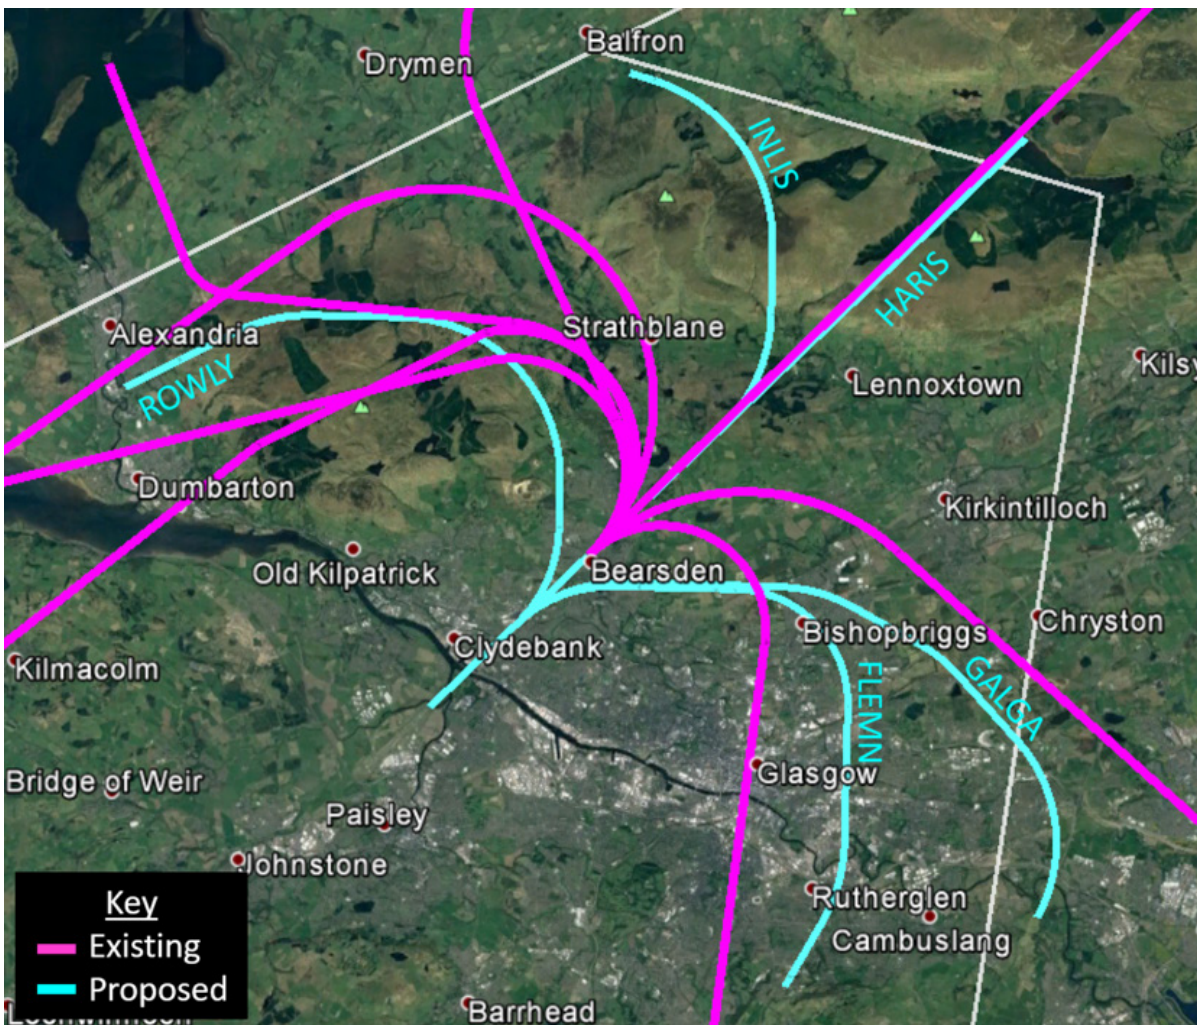 Balfron
Drymen
INLIS
HARIS
Strathblane
Alexandria
ROWLY
Lennoxtown
Kilsy
Dumbarton
Kirkintilloch
Old Kilpatrick
Bearsden
Chryston
Bishopbriggs
Clydebank
Kilmacolm
FLEMN
GALGA
Glasgow
Bridge of Weir
Paisley
Johnstone
Rutherglen
Cambuslang
Key
Existing
Proposed
Barrhead